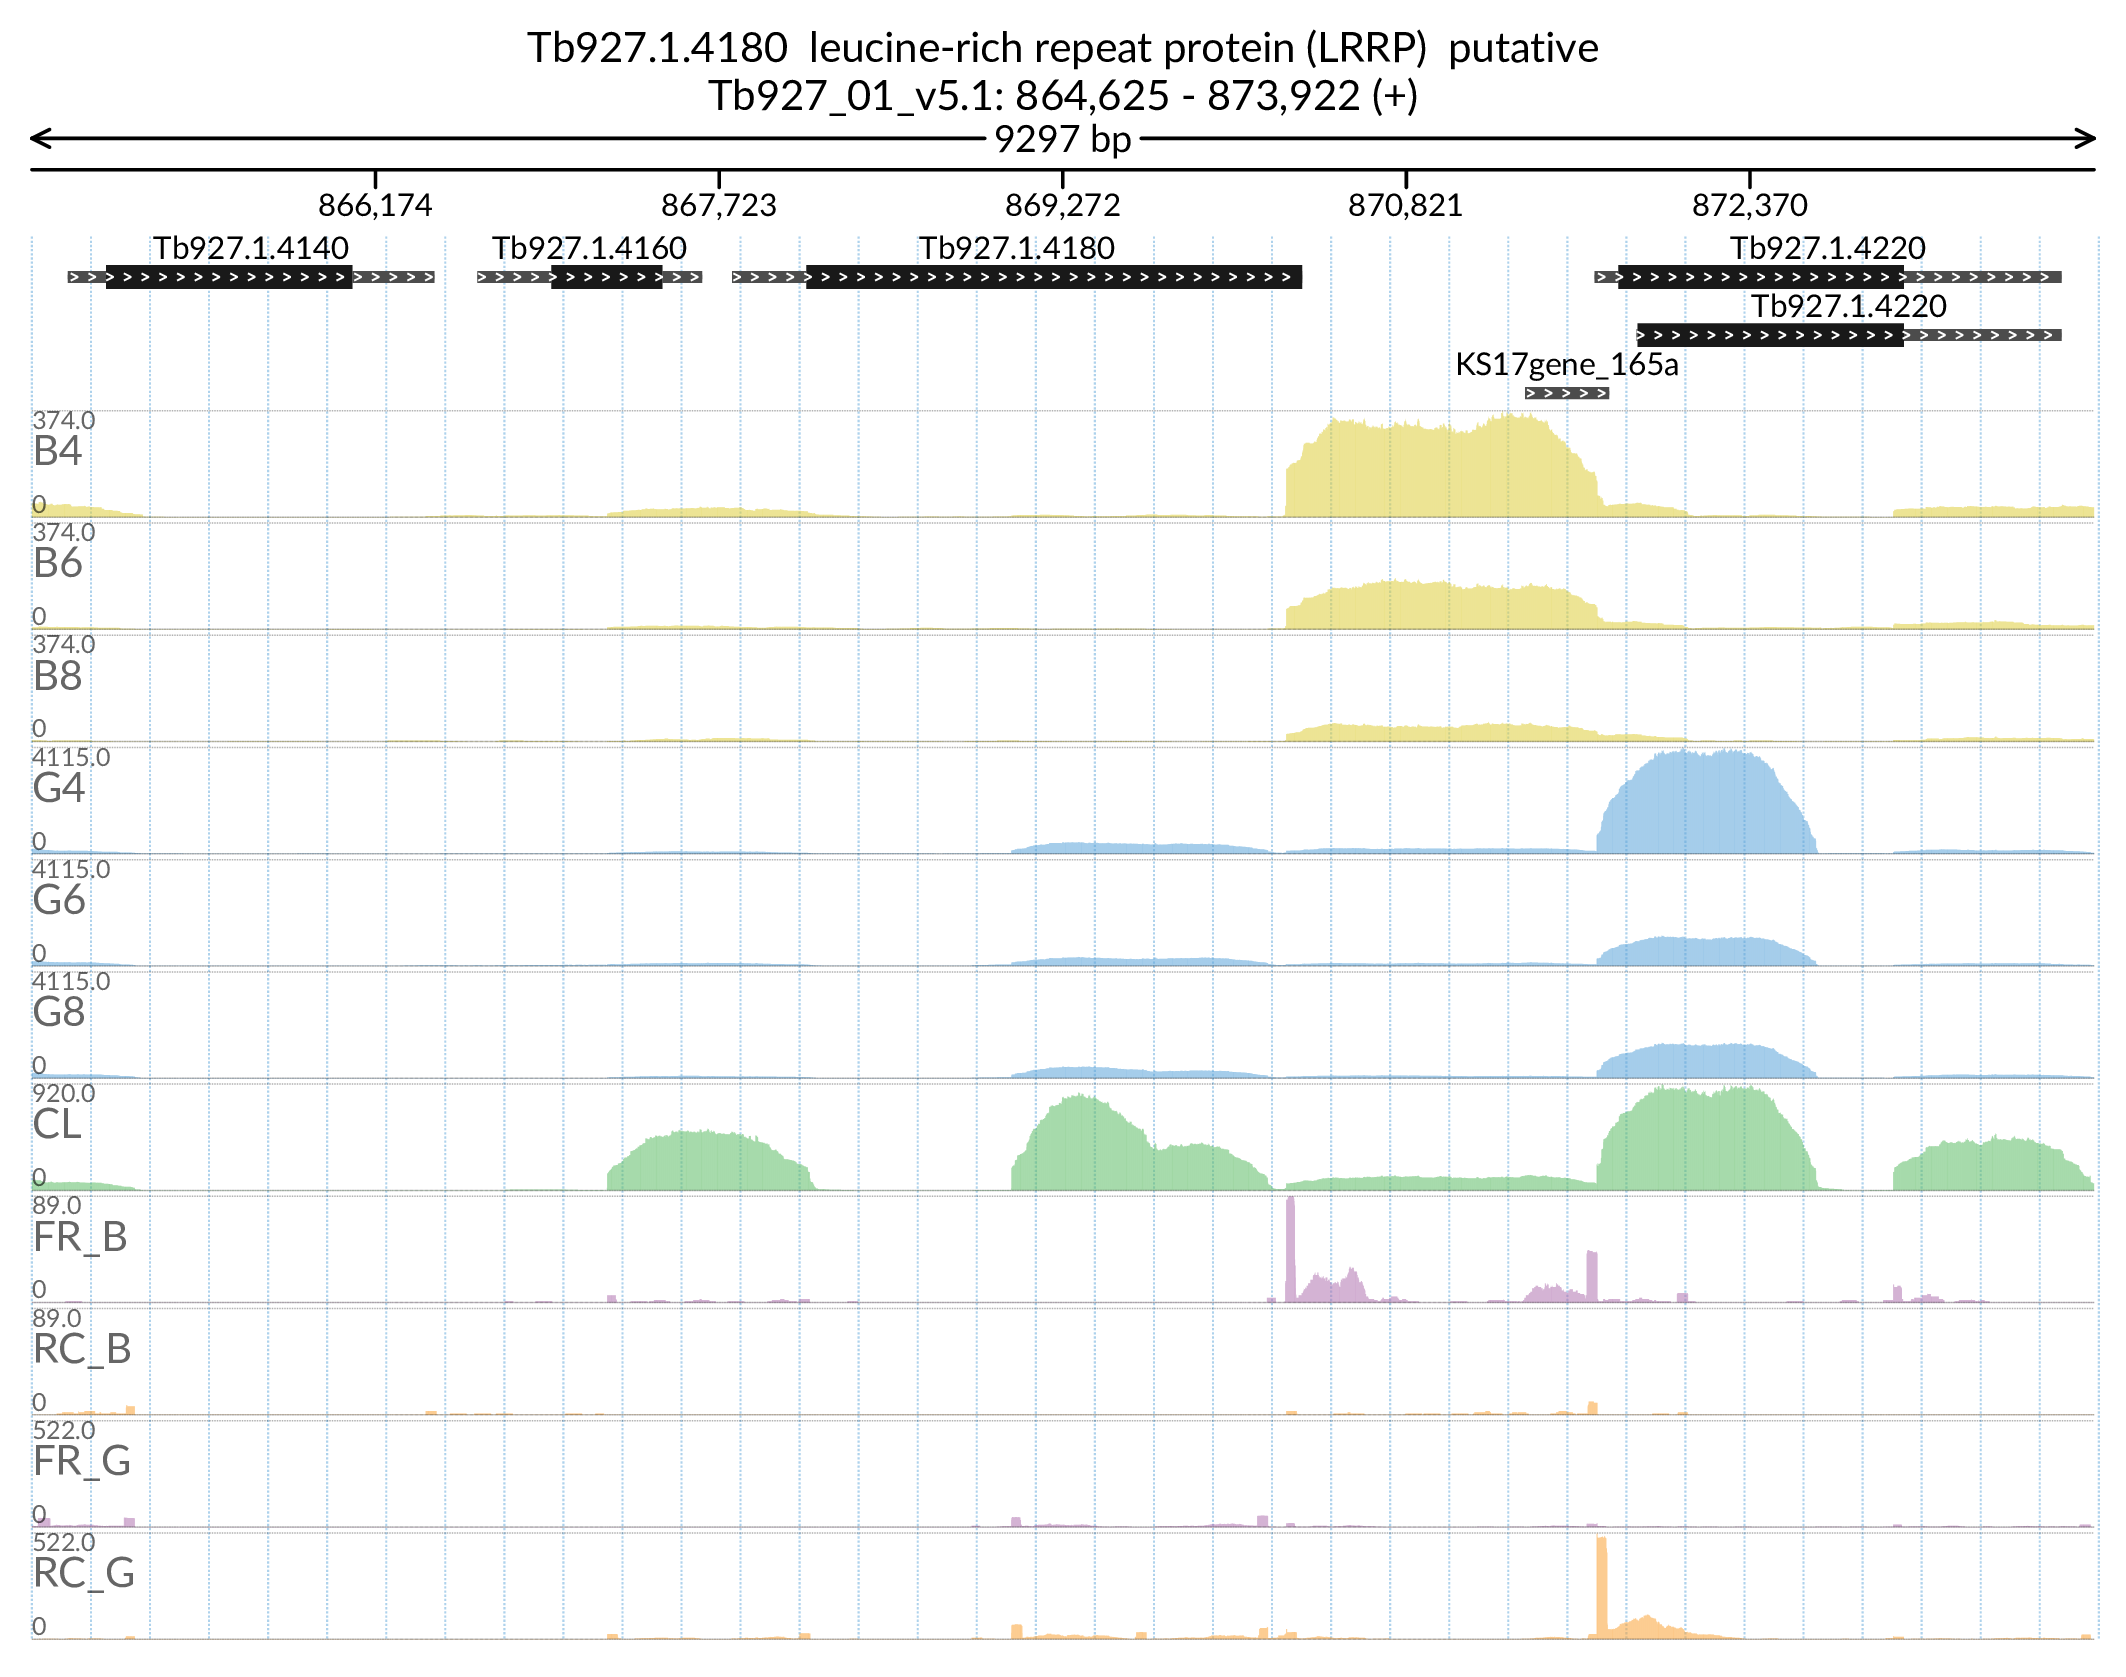 Tb927.1.4180 leucine-rich repeat protein (LRRP) putative
Tb927_01_v5.1: 864,625 - 873,922 (+)
9297 bp
866,174 867,723 869,272 870,821 872,370
Tb927.1.4140 Tb927.1.4160 Tb927.1.4180 Tb927.1.4220
Tb927.1.4220
KS17gene_165a
374.0
B4
0
374.0
B6
0
374.0
B8
0
4115.0
G4
0
4115.0
G6
0
4115.0
G8
0
920.0
CL
0
89.0
FR_B
0
89.0
RC_B
0
522.0
FR_G
0
522.0
RC_G
0